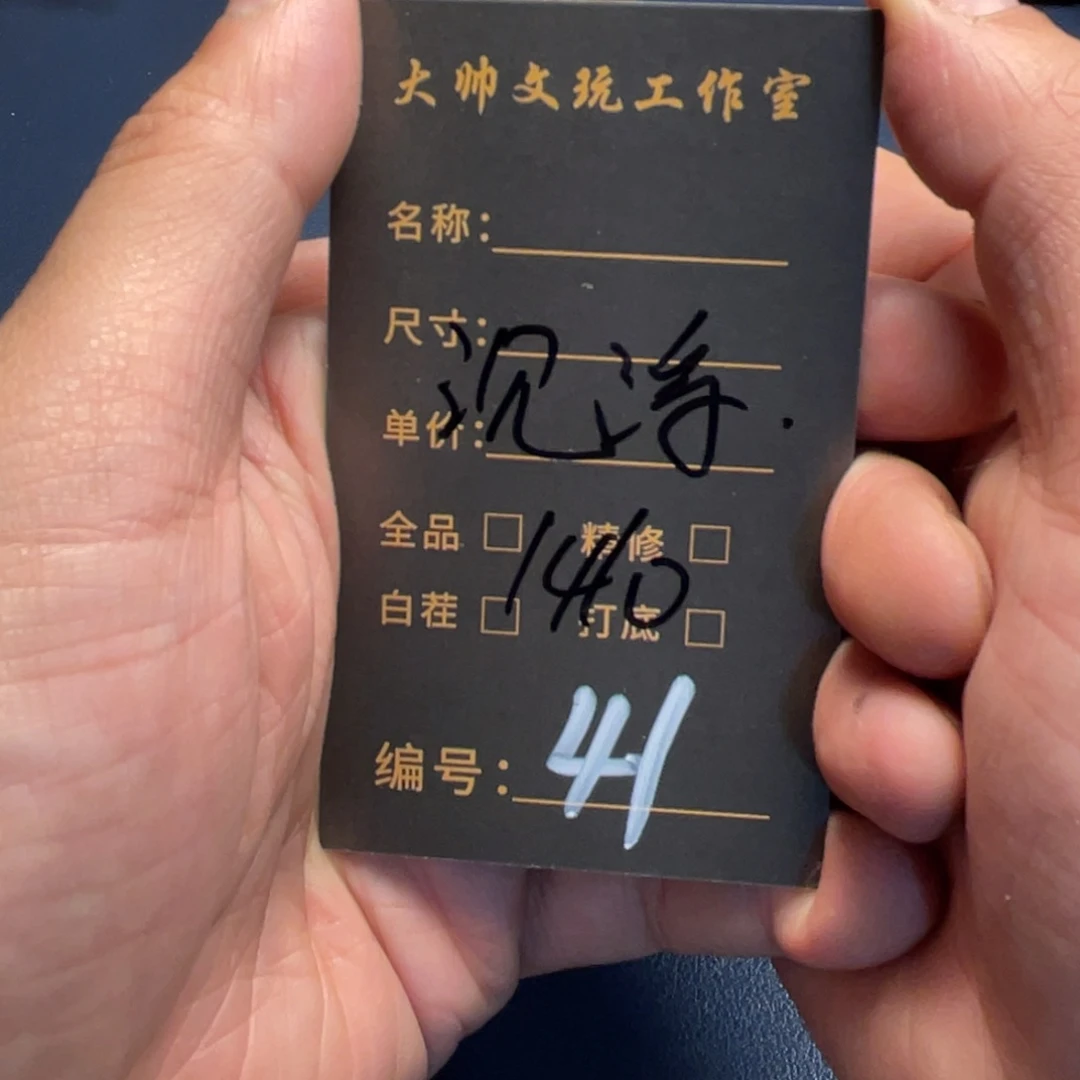 大帅文玩工作室
名称：
尺寸：
沉浮.
单价：
全品 □ 精修 □
140
白茬 □ 打底 □
编号：41